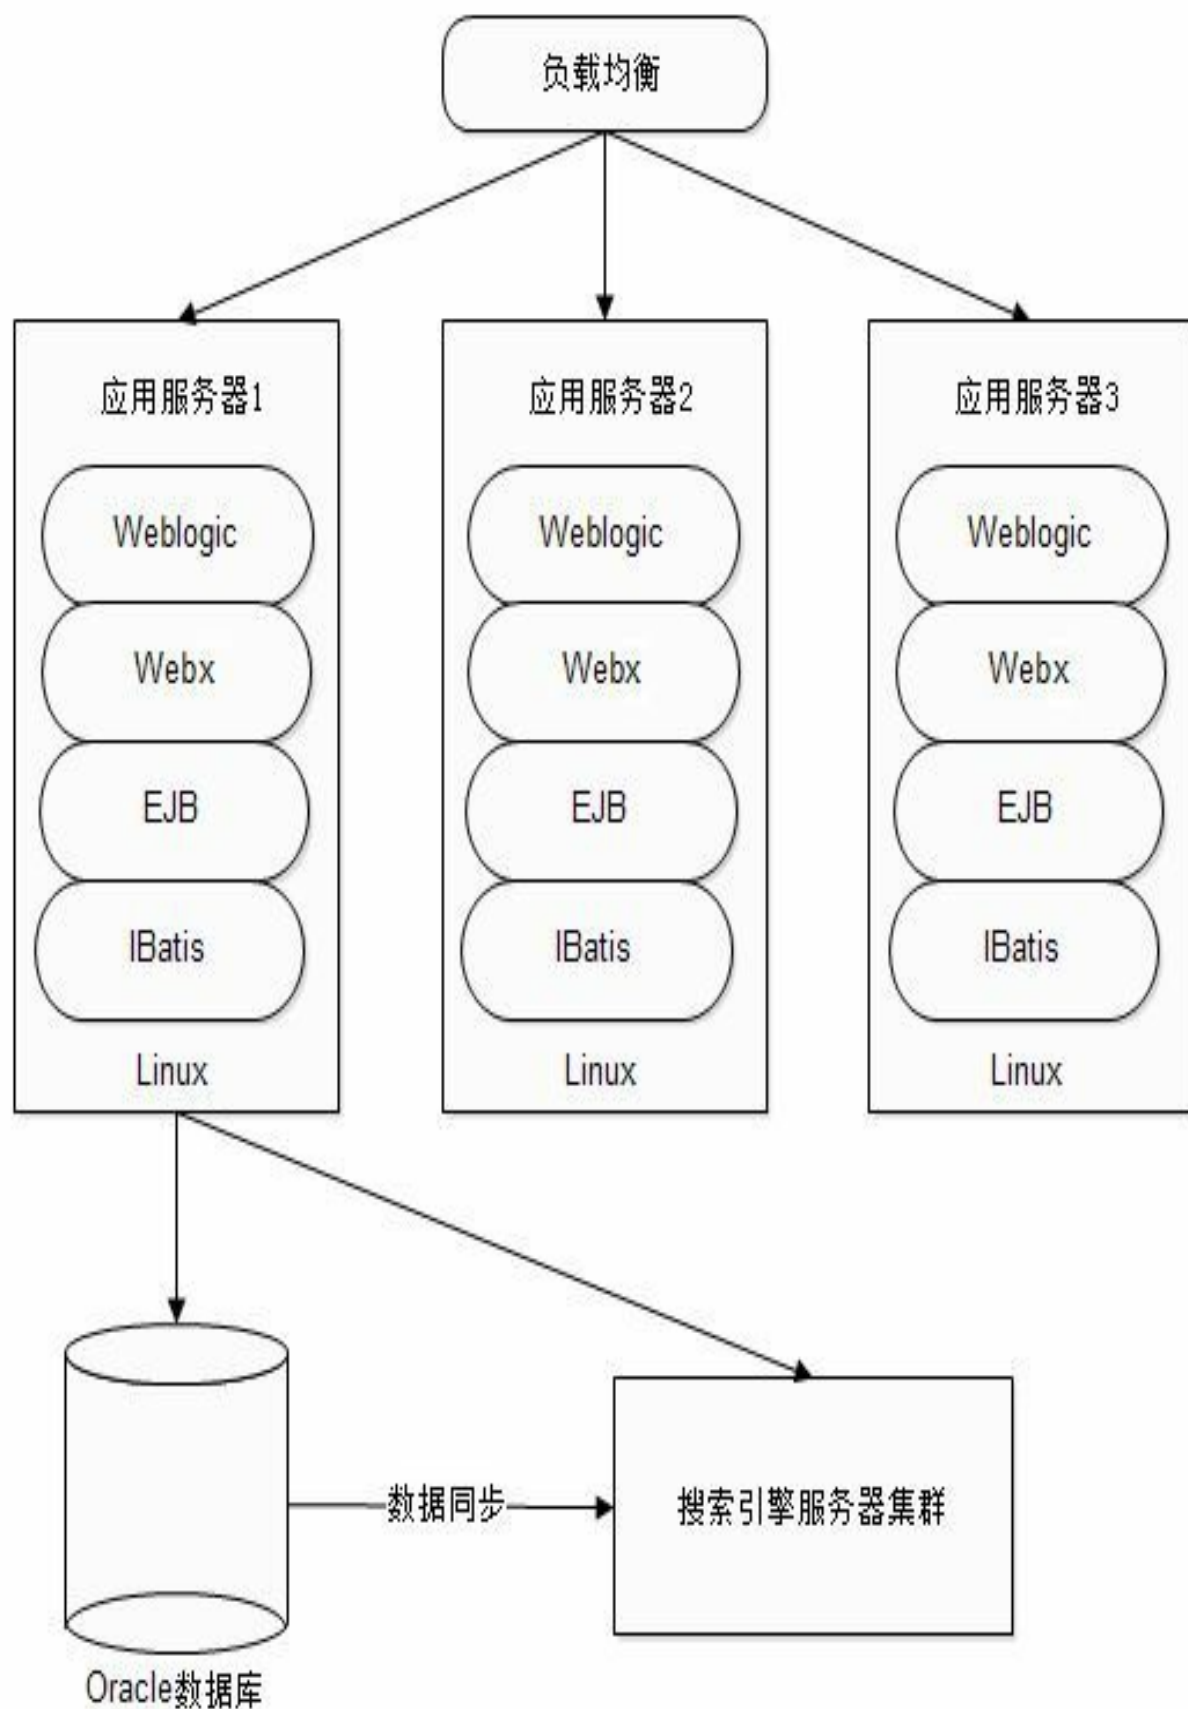 负载均衡
应用服务器1
应用服务器2
应用服务器3
Weblogic
Weblogic
Weblogic
Webx
Webx
Webx
EJB
EJB
EJB
IBatis
IBatis
IBatis
Linux
Linux
Linux
数据同步
搜索引擎服务器集群
Oracle数据库